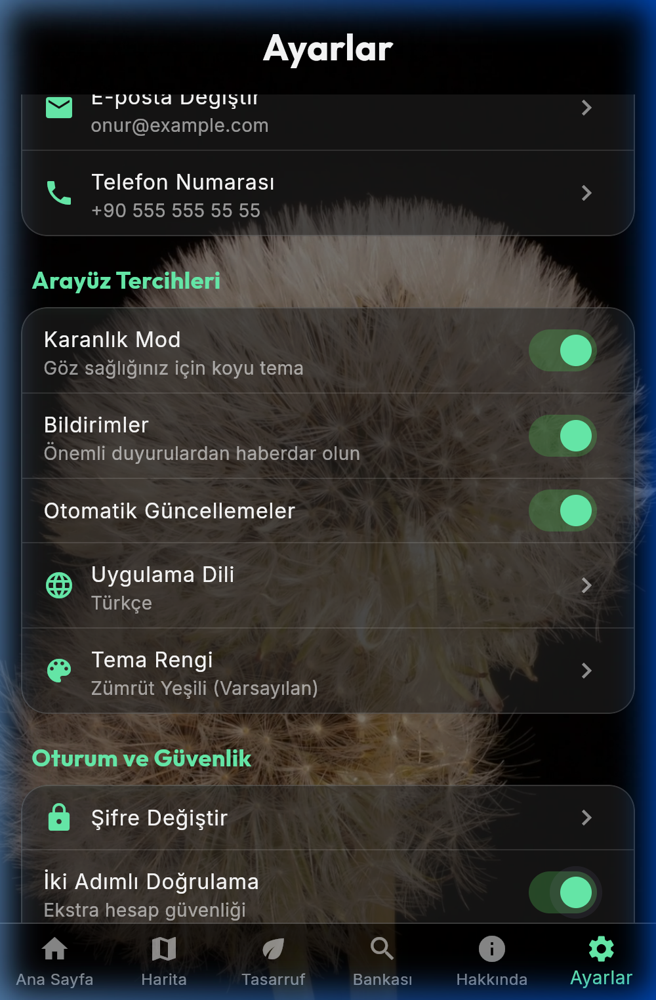 Ayarlar
E-posta Değiştir
onur@example.com
Telefon Numarası
+90 555 555 55 55
Arayüz Tercihleri
Karanlık Mod
Göz sağlığınız için koyu tema
Bildirimler
Önemli duyurulardan haberdar olun
Otomatik Güncellemeler
Uygulama Dili
Türkçe
Tema Rengi
Zümrüt Yeşili (Varsayılan)
Oturum ve Güvenlik
Şifre Değiştir
İki Adımlı Doğrulama
Ekstra hesap güvenliği
Ana Sayfa
Harita
Tasarruf
Bankası
Hakkında
Ayarlar